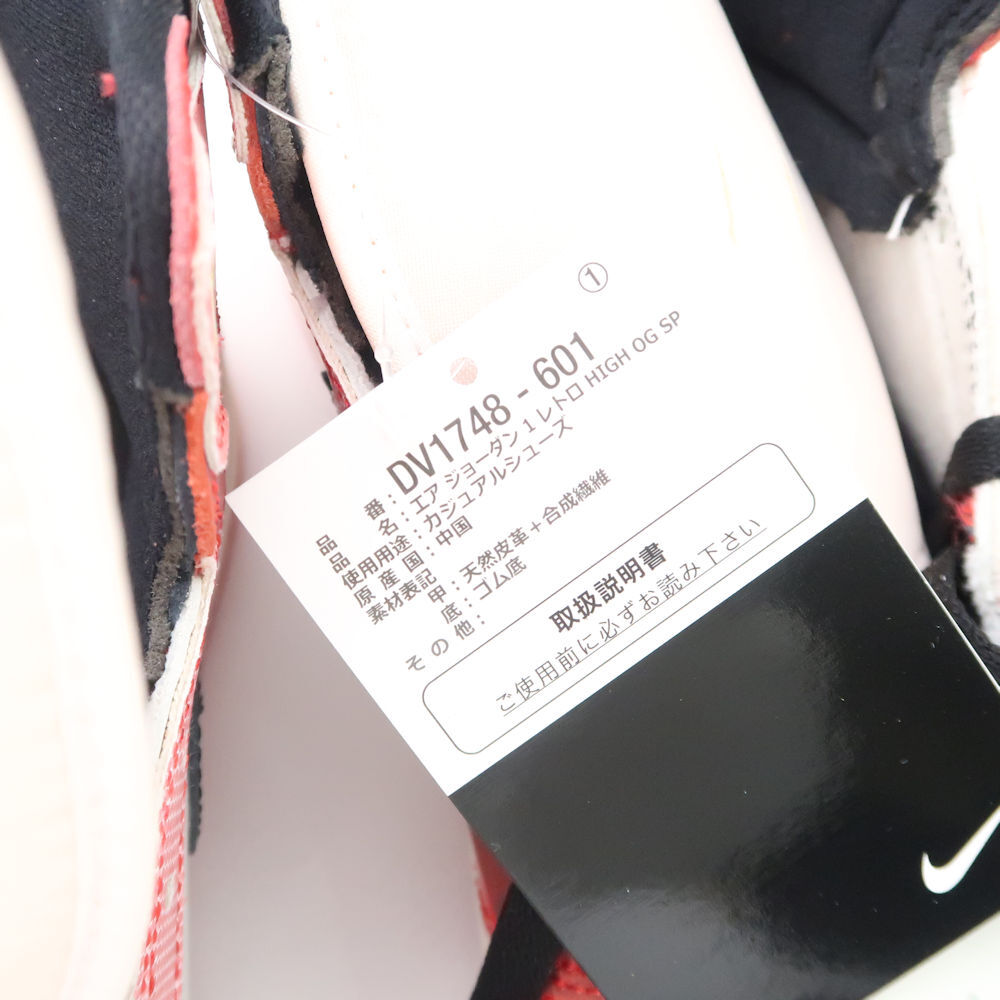 ①
品番：DV1748 - 601
品名：エア ジョーダン 1 レトロ HIGH OG SP
使用用途：カジュアルシューズ
原産国：中国
素材表記
甲：天然皮革＋合成繊維
底：ゴム底
その他：
取扱説明書
ご使用前に必ずお読み下さい